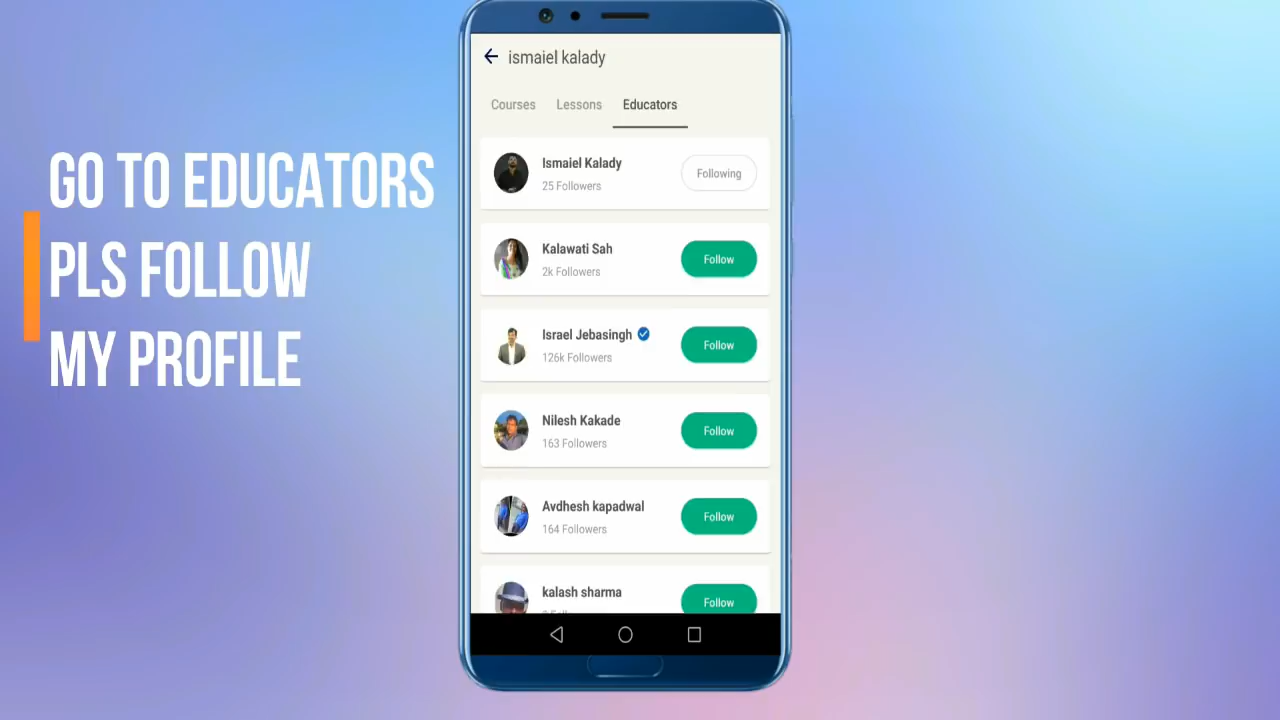 GO TO EDUCATORS
PLS FOLLOW
MY PROFILE
ismaiel kalady
Courses Lessons Educators
Ismaiel Kalady
25 Followers
Following
Kalawati Sah
2k Followers
Follow
Israel Jebasingh
126k Followers
Follow
Nilesh Kakade
163 Followers
Follow
Avdhesh kapadwal
164 Followers
Follow
kalash sharma
Follow